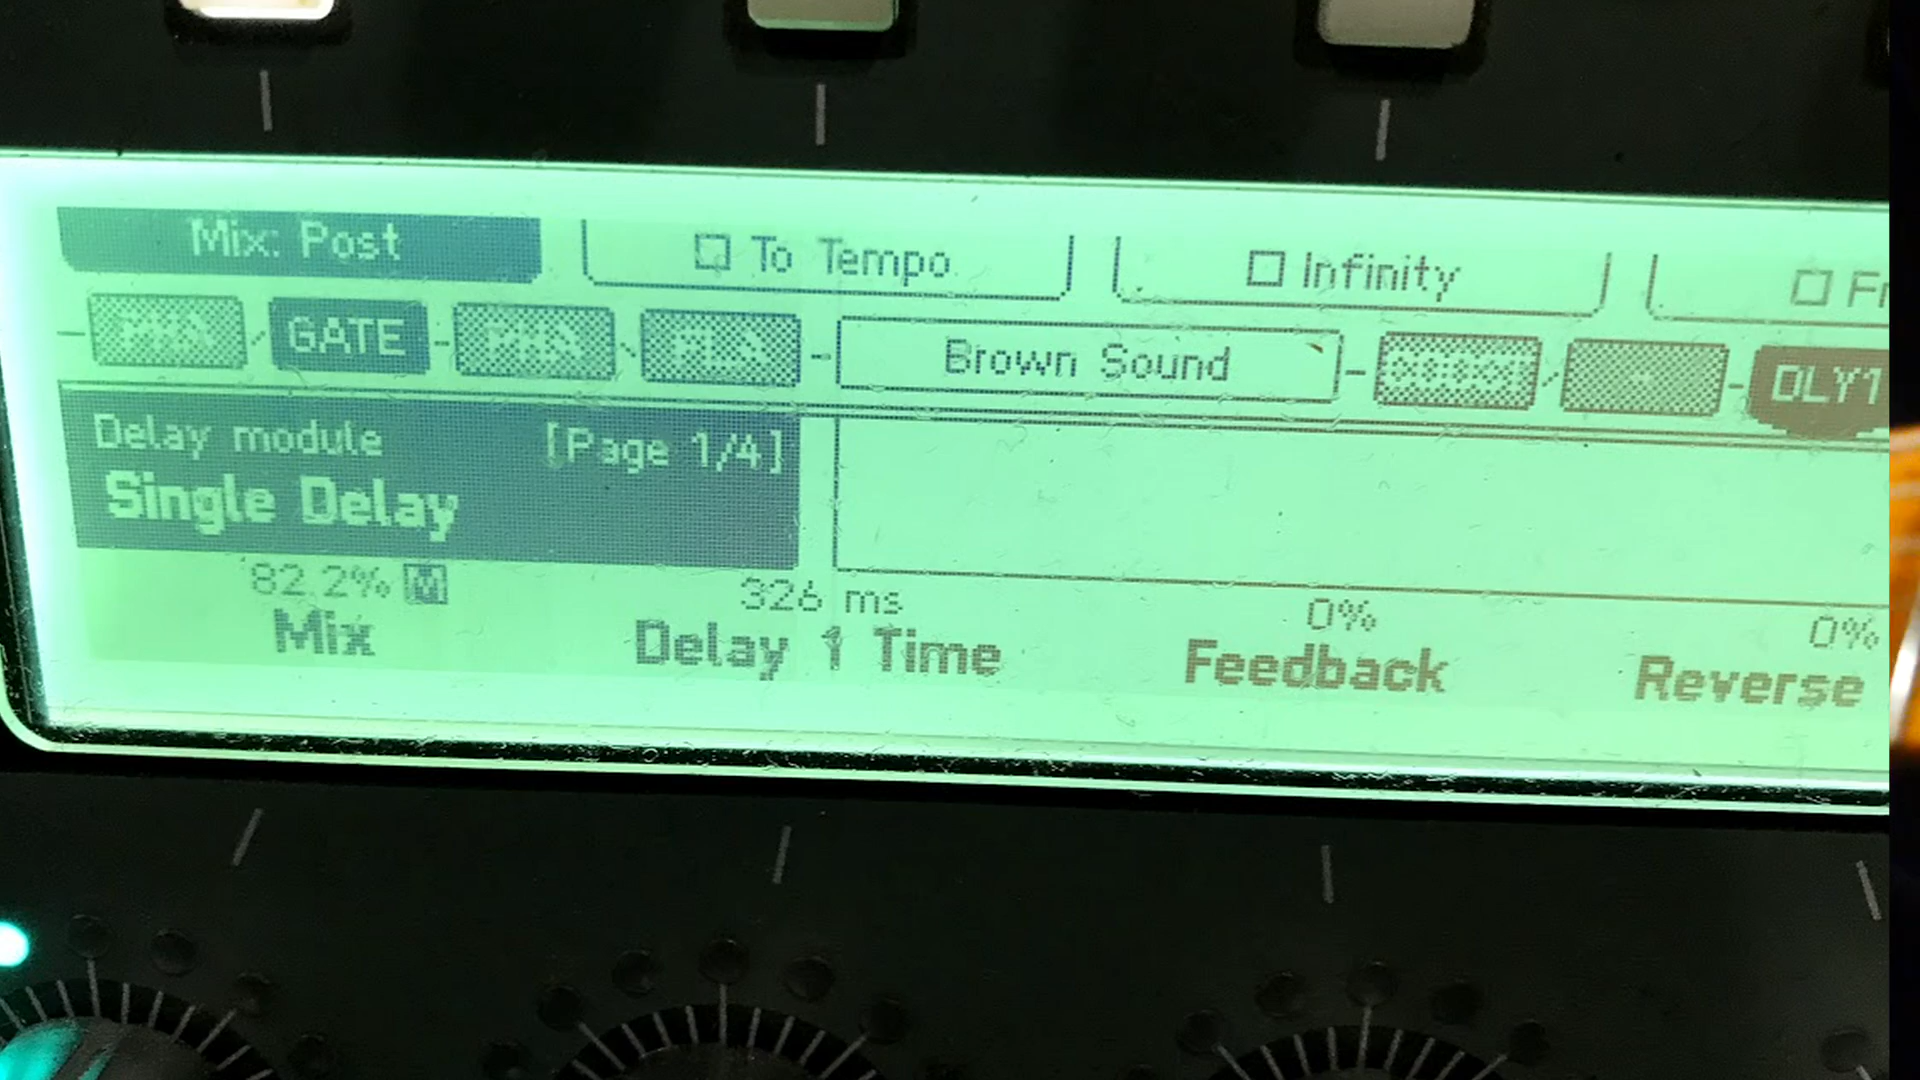 Mix: Post To Tempo Infinity Fr
GATE Brown Sound DLY1
Delay module [Page 1/4]
Single Delay
82.2% M 326 ms 0% 0%
Mix Delay 1 Time Feedback Reverse